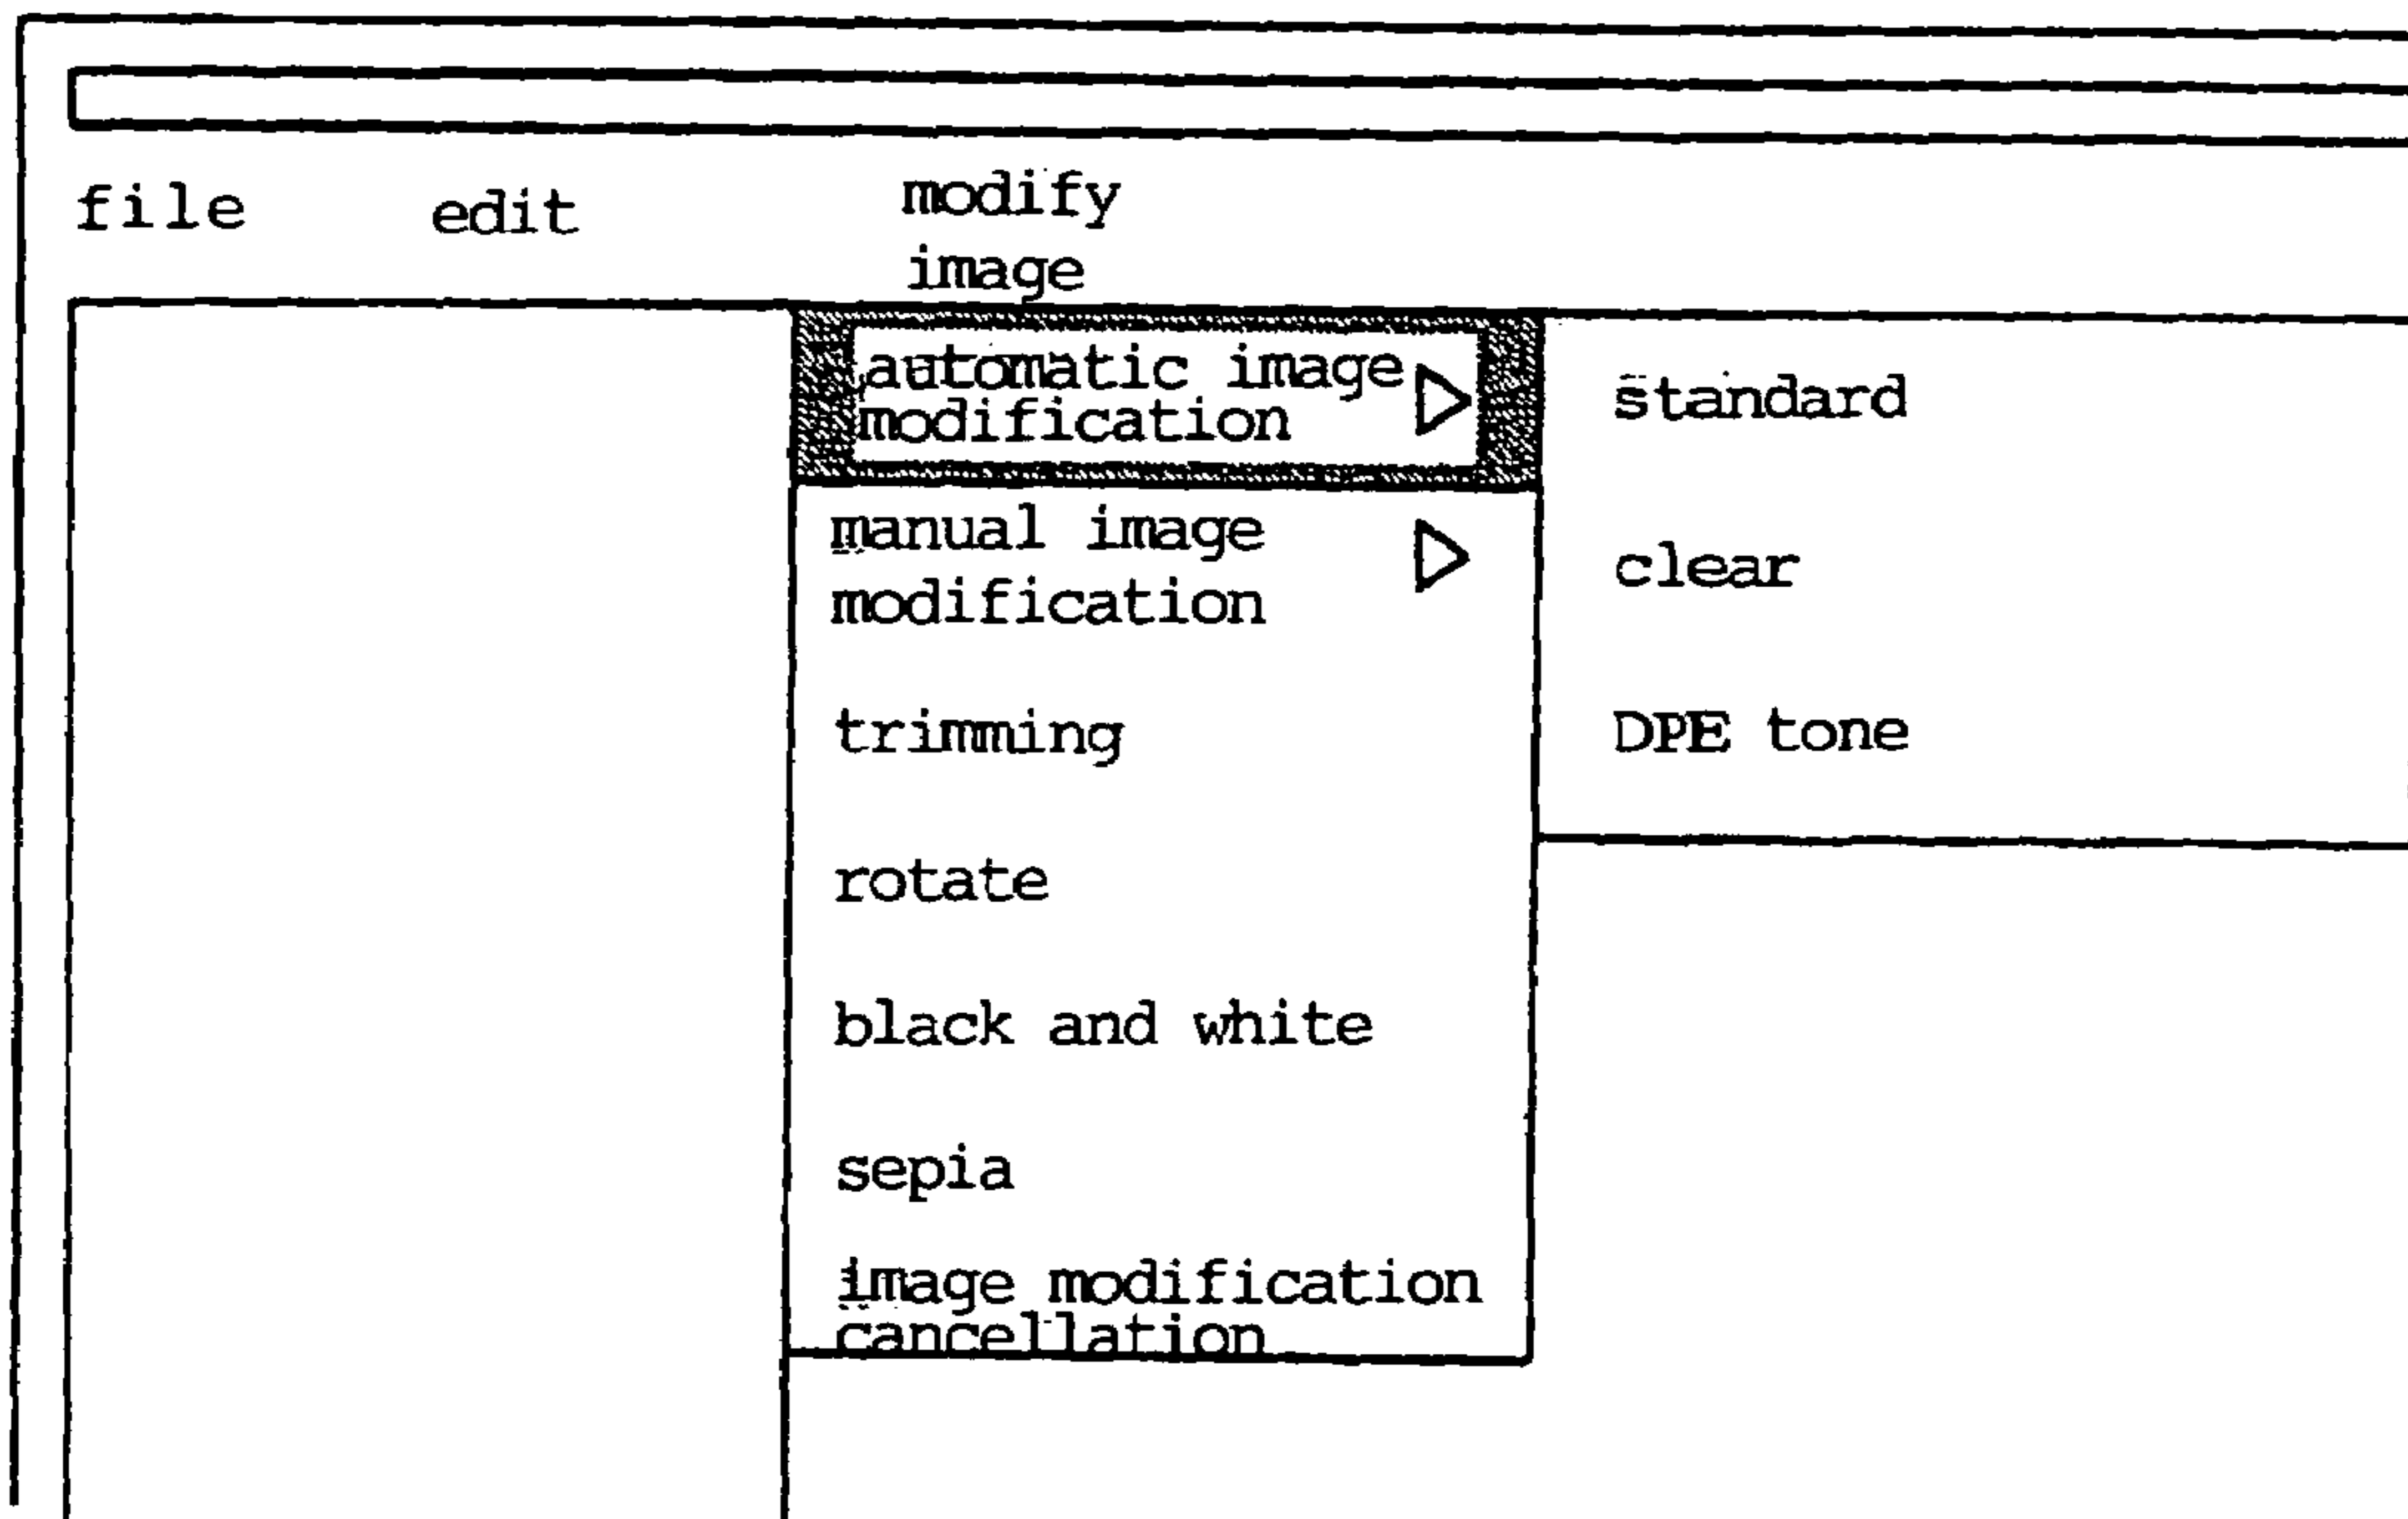 file edit modify
image
automatic image
modification
standard
manual image
modification
clear
trimming
DPE tone
rotate
black and white
sepia
image modification
cancellation